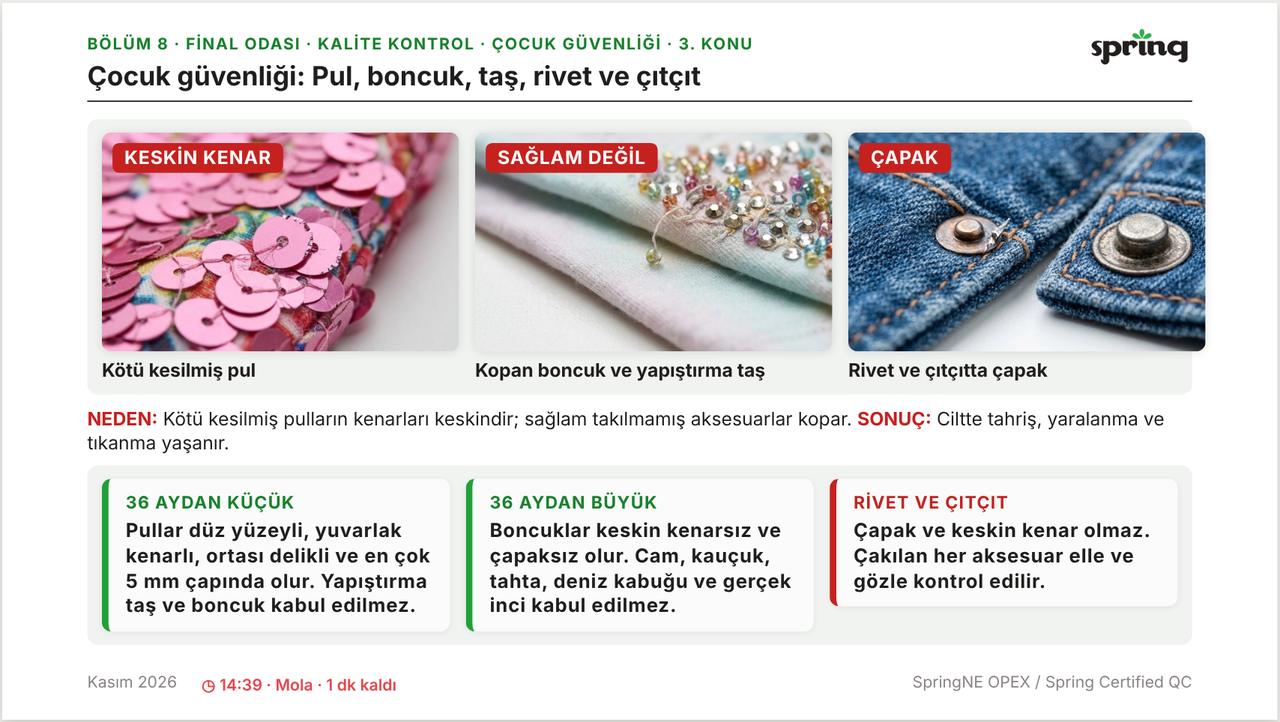 BÖLÜM 8 · FİNAL ODASI · KALİTE KONTROL · ÇOCUK GÜVENLİĞİ · 3. KONU
spring
Çocuk güvenliği: Pul, boncuk, taş, rivet ve çıtçıt
KESKİN KENAR
SAĞLAM DEĞİL
ÇAPAK
Kötü kesilmiş pul
Kopan boncuk ve yapıştırma taş
Rivet ve çıtçıtta çapak
NEDEN: Kötü kesilmiş pulların kenarları keskindir; sağlam takılmamış aksesuarlar kopar. SONUÇ: Ciltte tahriş, yaralanma ve
tıkanma yaşanır.
36 AYDAN KÜÇÜK
Pullar düz yüzeyli, yuvarlak
kenarlı, ortası delikli ve en çok
5 mm çapında olur. Yapıştırma
taş ve boncuk kabul edilmez.
36 AYDAN BÜYÜK
Boncuklar keskin kenarsız ve
çapaksız olur. Cam, kauçuk,
tahta, deniz kabuğu ve gerçek
inci kabul edilmez.
RİVET VE ÇITÇIT
Çapak ve keskin kenar olmaz.
Çakılan her aksesuar elle ve
gözle kontrol edilir.
Kasım 2026
14:39 · Mola · 1 dk kaldı
SpringNE OPEX / Spring Certified QC